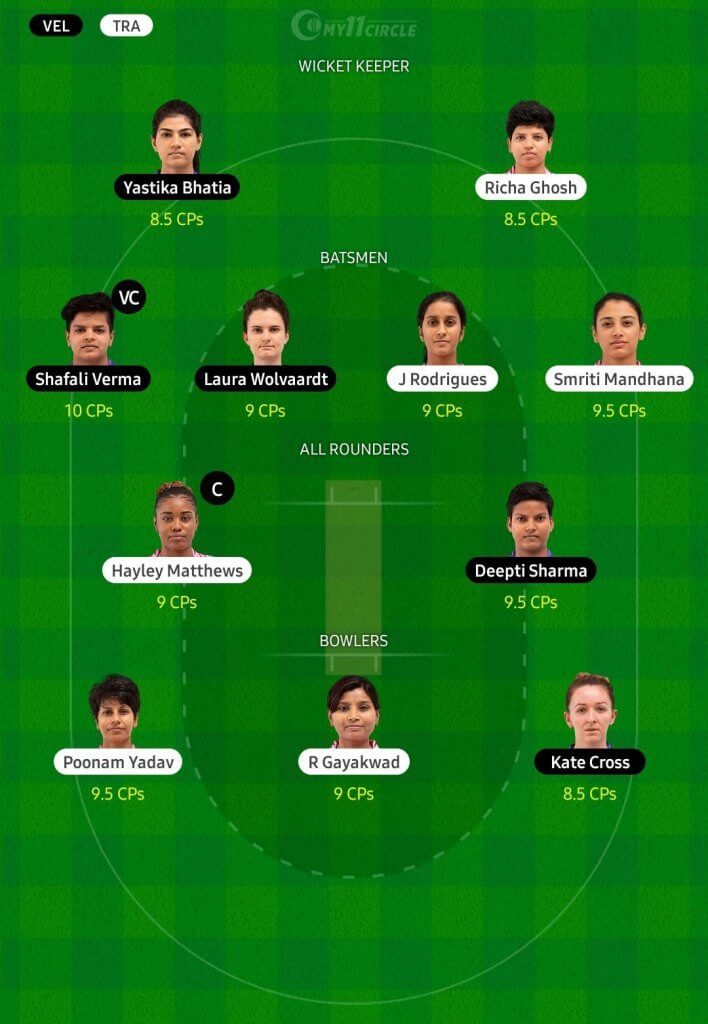 VEL TRA MY11CIRCLE
WICKET KEEPER
Yastika Bhatia Richa Ghosh
8.5 CPs 8.5 CPs
BATSMEN
VC
Shafali Verma Laura Wolvaardt J Rodrigues Smriti Mandhana
10 CPs 9 CPs 9 CPs 9.5 CPs
ALL ROUNDERS
C
Hayley Matthews Deepti Sharma
9 CPs 9.5 CPs
BOWLERS
Poonam Yadav R Gayakwad Kate Cross
9.5 CPs 9 CPs 8.5 CPs